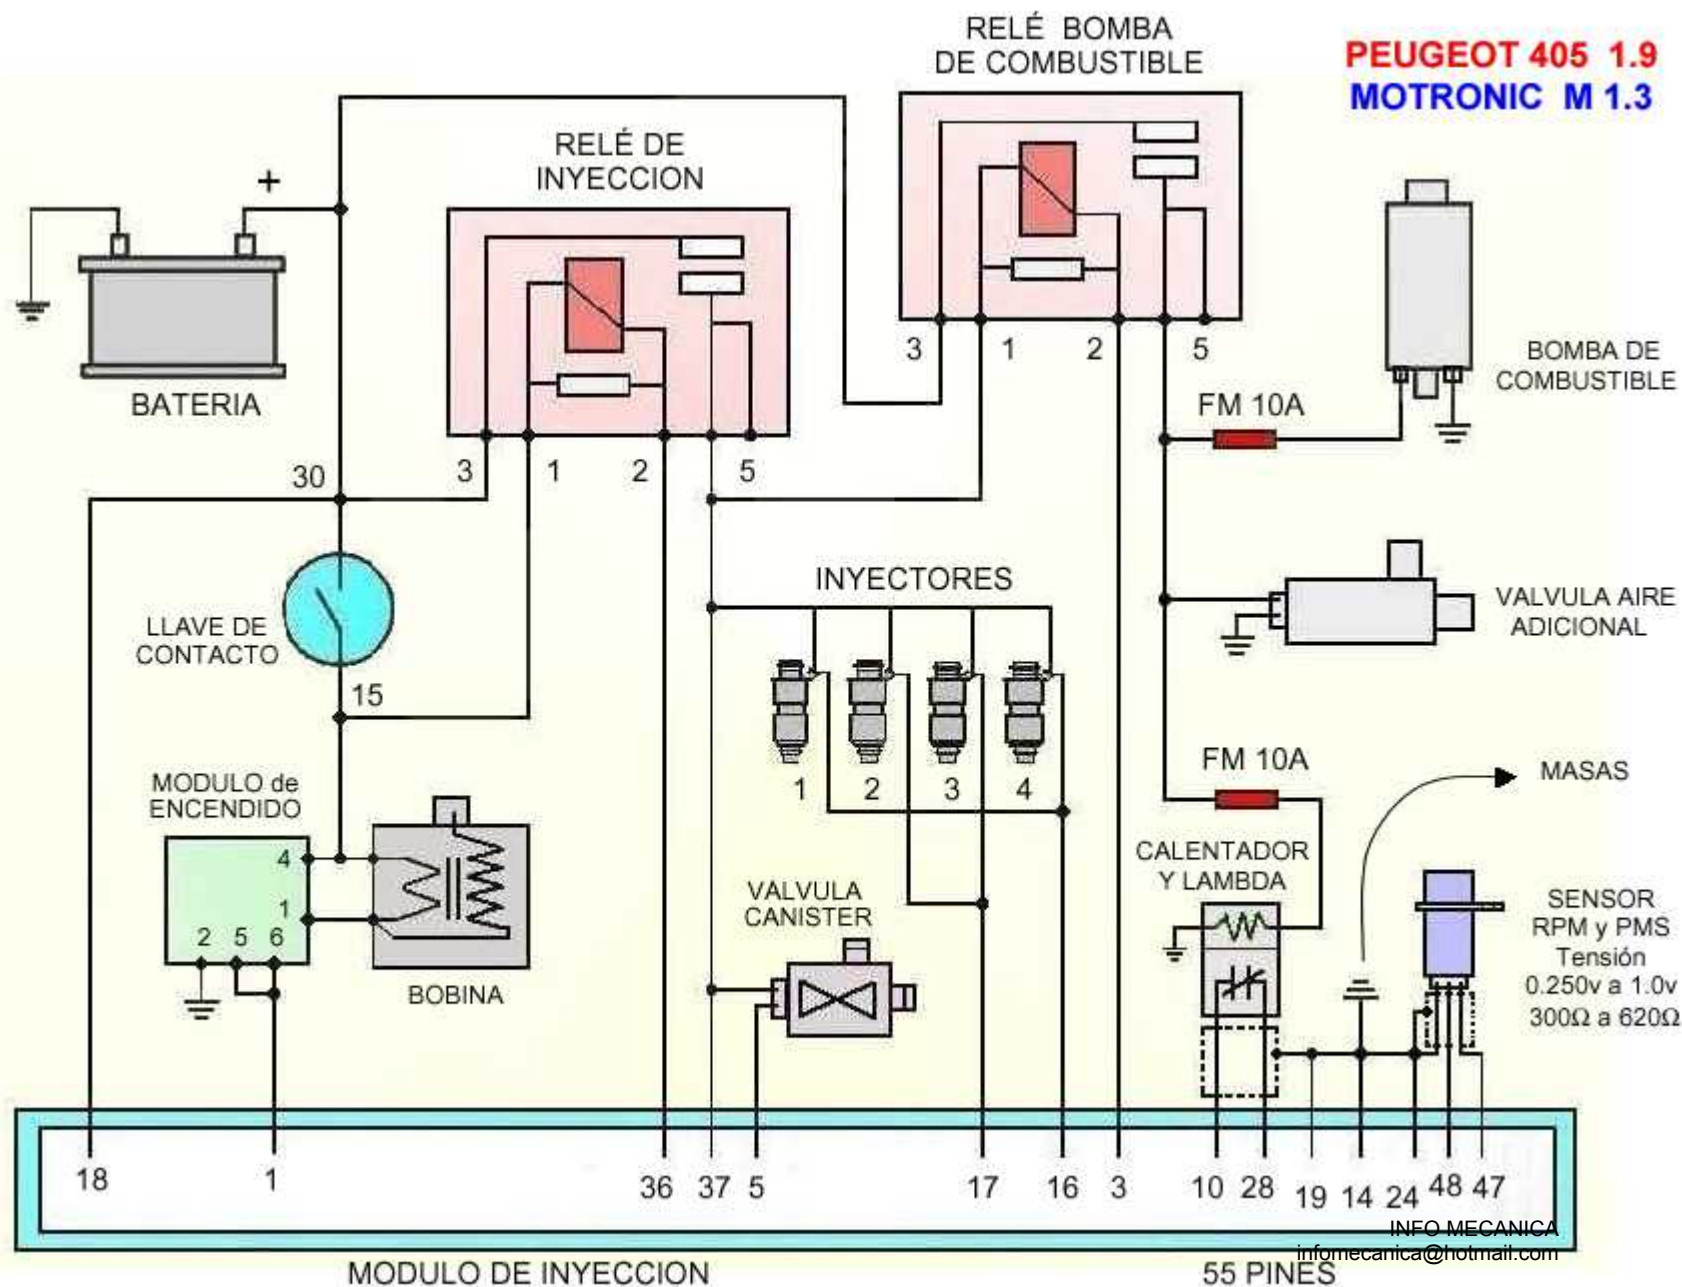 RELÉ BOMBA
DE COMBUSTIBLE
PEUGEOT 405 1.9
MOTRONIC M 1.3
RELÉ DE
INYECCION
+
BATERIA
3 1 2 5
BOMBA DE
COMBUSTIBLE
FM 10A
30
3 1 2 5
INYECTORES
LLAVE DE
CONTACTO
VALVULA AIRE
ADICIONAL
15
MODULO de
ENCENDIDO
4
1
2 5 6
BOBINA
1 2 3 4
FM 10A
MASAS
CALENTADOR
Y LAMBDA
VALVULA
CANISTER
SENSOR
RPM y PMS
Tensión
0.250v a 1.0v
300Ω a 620Ω
18 1 36 37 5 17 16 3 10 28 19 14 24 48 47
INFO MECANICA
infomecanica@hotmail.com
MODULO DE INYECCION
55 PINES